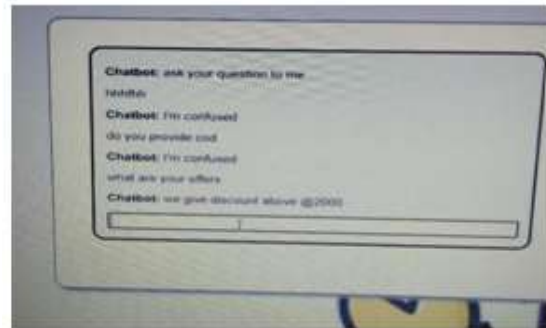 Chatbot: ask your question to me
Chatbot: I'm confused
do you provide cod
Chatbot: I'm confused
what are your offers
Chatbot: we give discount above @2000